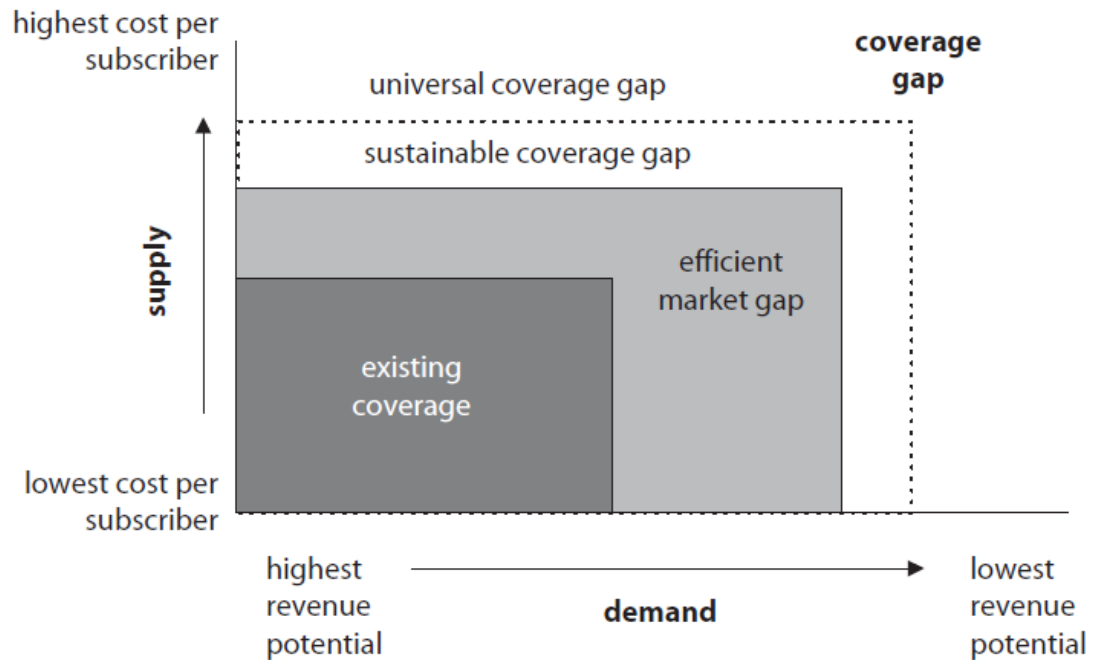 highest cost per
subscriber
coverage
gap
universal coverage gap
sustainable coverage gap
supply
efficient
market gap
existing
coverage
lowest cost per
subscriber
highest
revenue
potential
demand
lowest
revenue
potential